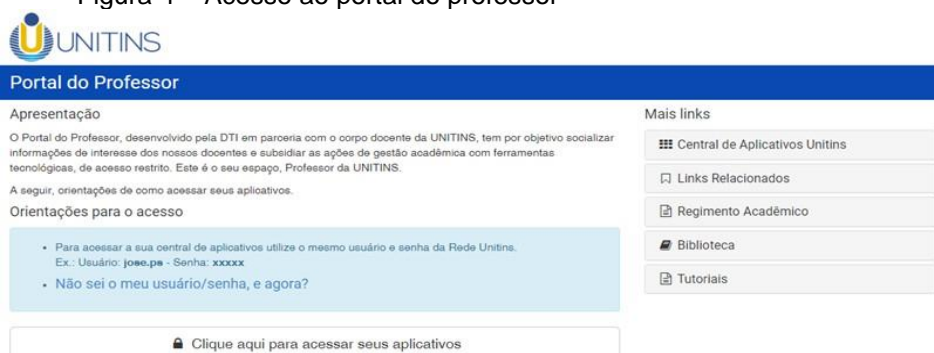 Figura 1 – Acesso ao portal do professor
UNITINS
Portal do Professor
Apresentação
O Portal do Professor, desenvolvido pela DTI em parceria com o corpo docente da UNITINS, tem por objetivo socializar
informações de interesse dos nossos docentes e subsidiar as ações de gestão acadêmica com ferramentas
tecnológicas, de acesso restrito. Este é o seu espaço, Professor da UNITINS.
A seguir, orientações de como acessar seus aplicativos.
Orientações para o acesso
Para acessar a sua central de aplicativos utilize o mesmo usuário e senha da Rede Unitins.
Ex.: Usuário: jose.ps - Senha: xxxxx
Não sei o meu usuário/senha, e agora?
Clique aqui para acessar seus aplicativos
Mais links
Central de Aplicativos Unitins
Links Relacionados
Regimento Acadêmico
Biblioteca
Tutoriais